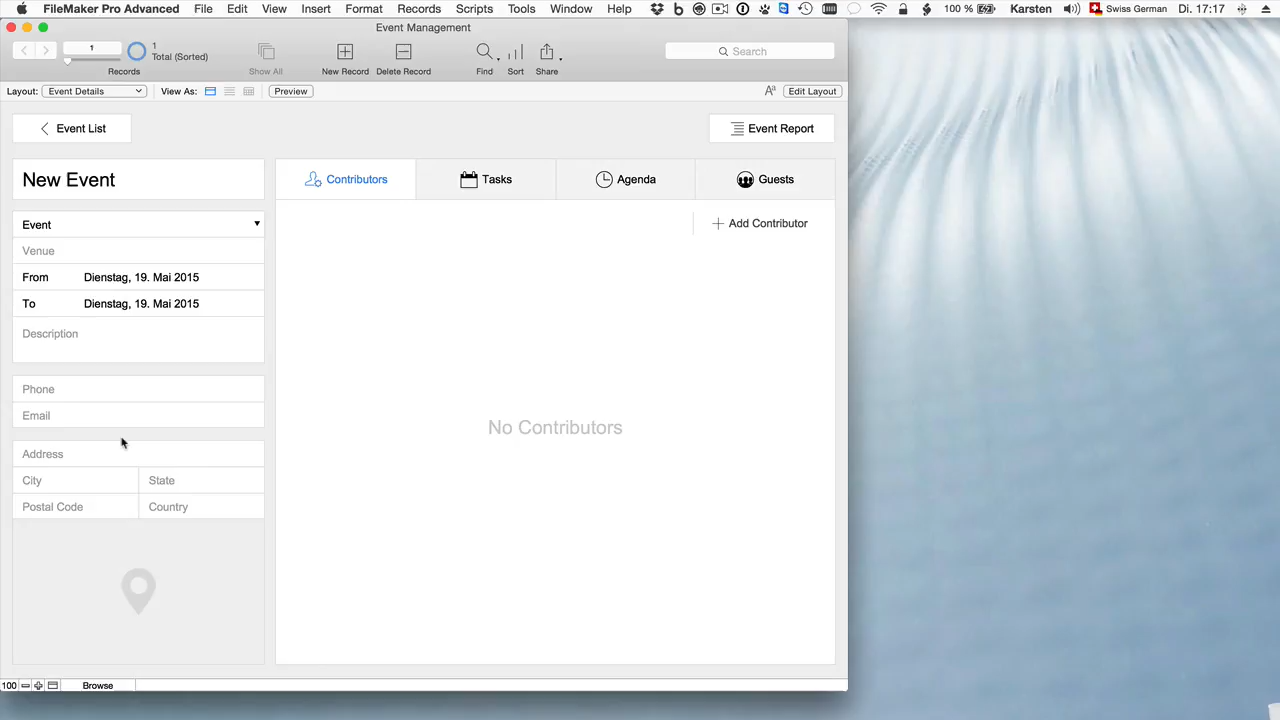 FileMaker Pro Advanced File Edit View Insert Format Records Scripts Tools Window Help 100 % Karsten Swiss German Di. 17:17
Event Management
1 1
Total (Sorted)
Search
Records Show All New Record Delete Record Find Sort Share
Layout: Event Details View As: Preview Aª Edit Layout
Event List Event Report
New Event Contributors Tasks Agenda Guests
Event Add Contributor
Venue
From Dienstag, 19. Mai 2015
To Dienstag, 19. Mai 2015
Description
Phone
Email
No Contributors
Address
City State
Postal Code Country
100 Browse